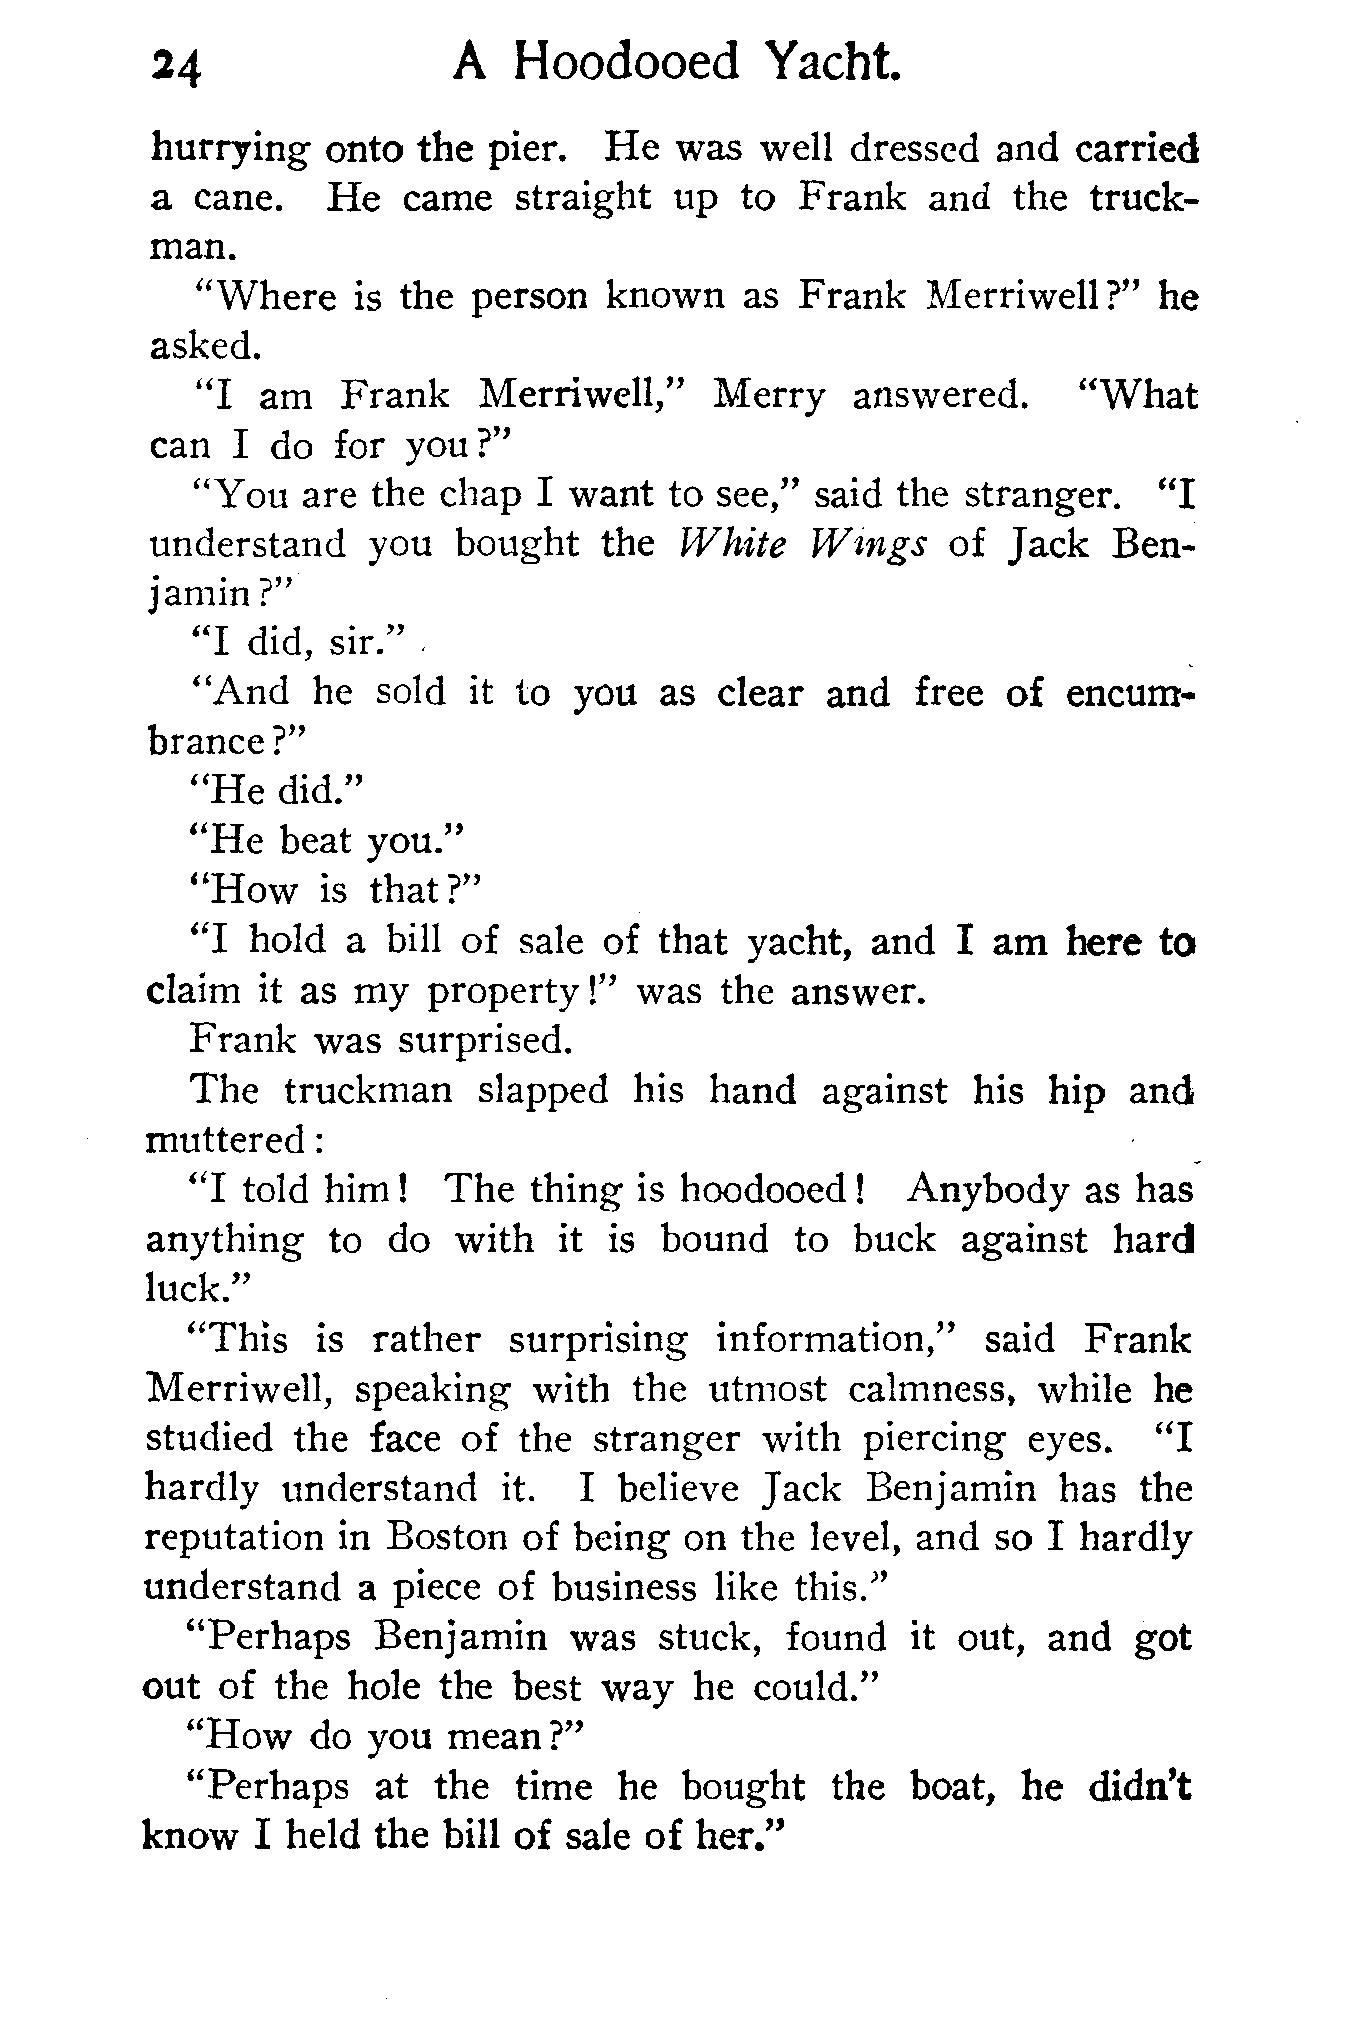 24 A Hoodooed Yacht.
hurrying onto the pier. He was well dressed and carried
a cane. He came straight up to Frank and the truck-
man.
“Where is the person known as Frank Merriwell?” he
asked.
“I am Frank Merriwell,” Merry answered. “What
can I do for you?”
“You are the chap I want to see,” said the stranger. “I
understand you bought the White Wings of Jack Ben-
jamin?”
“I did, sir.”
“And he sold it to you as clear and free of encum-
brance?”
“He did.”
“He beat you.”
“How is that?”
“I hold a bill of sale of that yacht, and I am here to
claim it as my property!” was the answer.
Frank was surprised.
The truckman slapped his hand against his hip and
muttered:
“I told him! The thing is hoodooed! Anybody as has
anything to do with it is bound to buck against hard
luck.”
“This is rather surprising information,” said Frank
Merriwell, speaking with the utmost calmness, while he
studied the face of the stranger with piercing eyes. “I
hardly understand it. I believe Jack Benjamin has the
reputation in Boston of being on the level, and so I hardly
understand a piece of business like this.”
“Perhaps Benjamin was stuck, found it out, and got
out of the hole the best way he could.”
“How do you mean?”
“Perhaps at the time he bought the boat, he didn’t
know I held the bill of sale of her.”